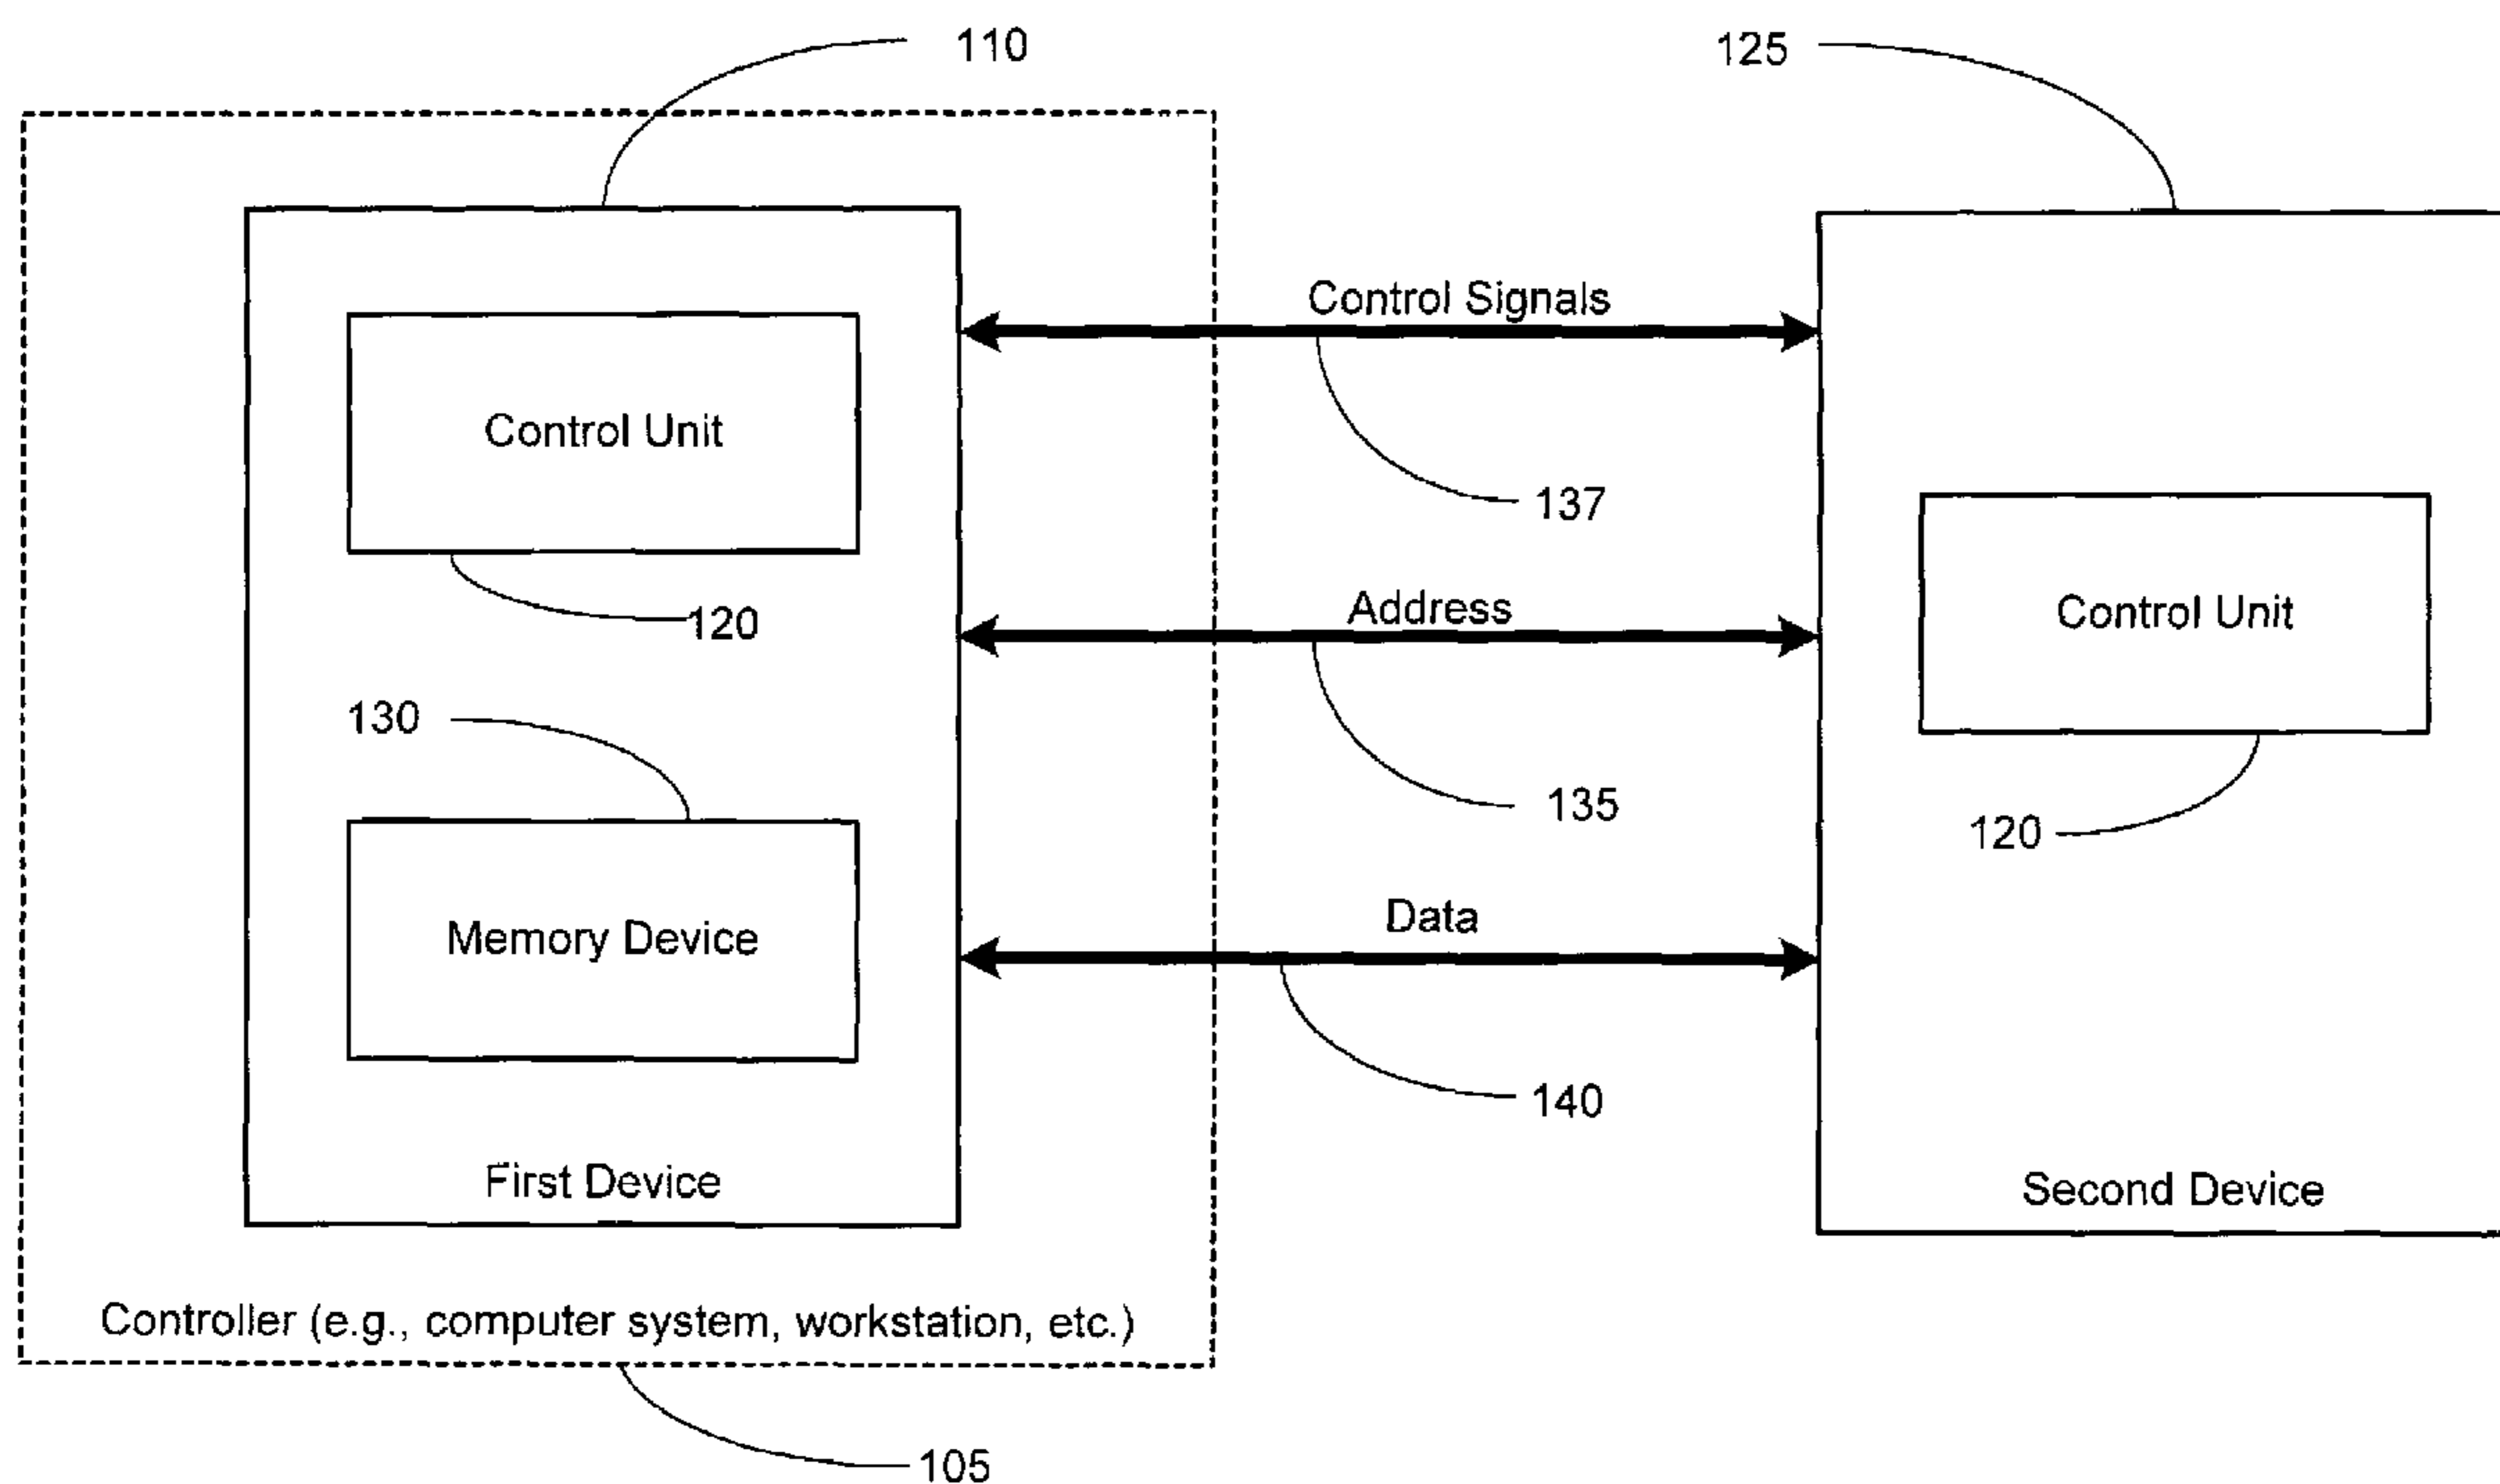 110
125
Control Signals
Control Unit
137
120
Address
Control Unit
130
135
120
Data
Memory Device
140
First Device
Second Device
Controller (e.g., computer system, workstation, etc.)
105